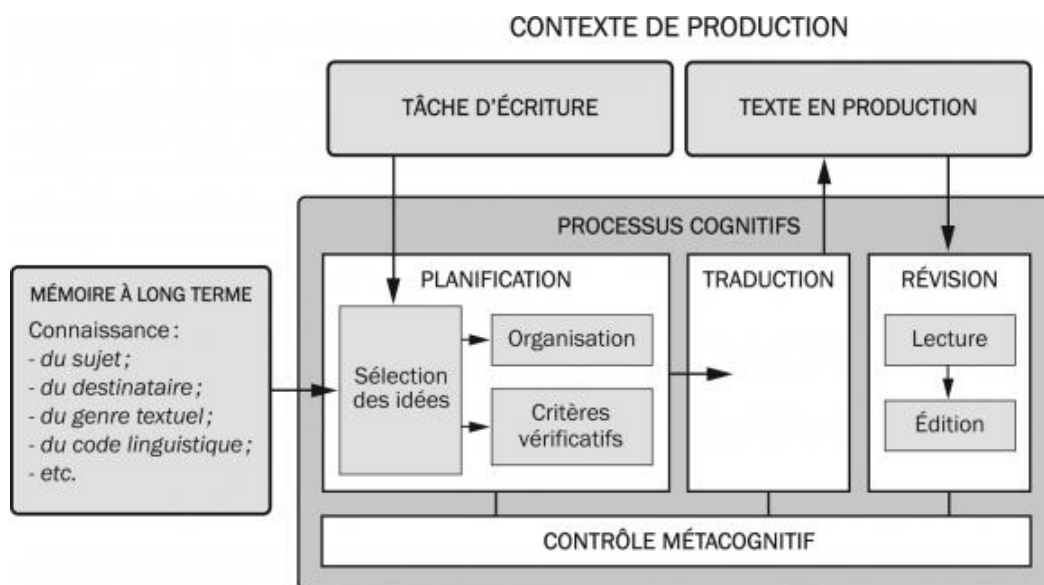 CONTEXTE DE PRODUCTION
TÂCHE D'ÉCRITURE
TEXTE EN PRODUCTION
PROCESSUS COGNITIFS
MÉMOIRE À LONG TERME
Connaissance :
- du sujet ;
- du destinataire ;
- du genre textuel ;
- du code linguistique ;
- etc.
PLANIFICATION
Sélection
des idées
Organisation
Critères
vérificatifs
TRADUCTION
RÉVISION
Lecture
Édition
CONTRÔLE MÉTACOGNITIF